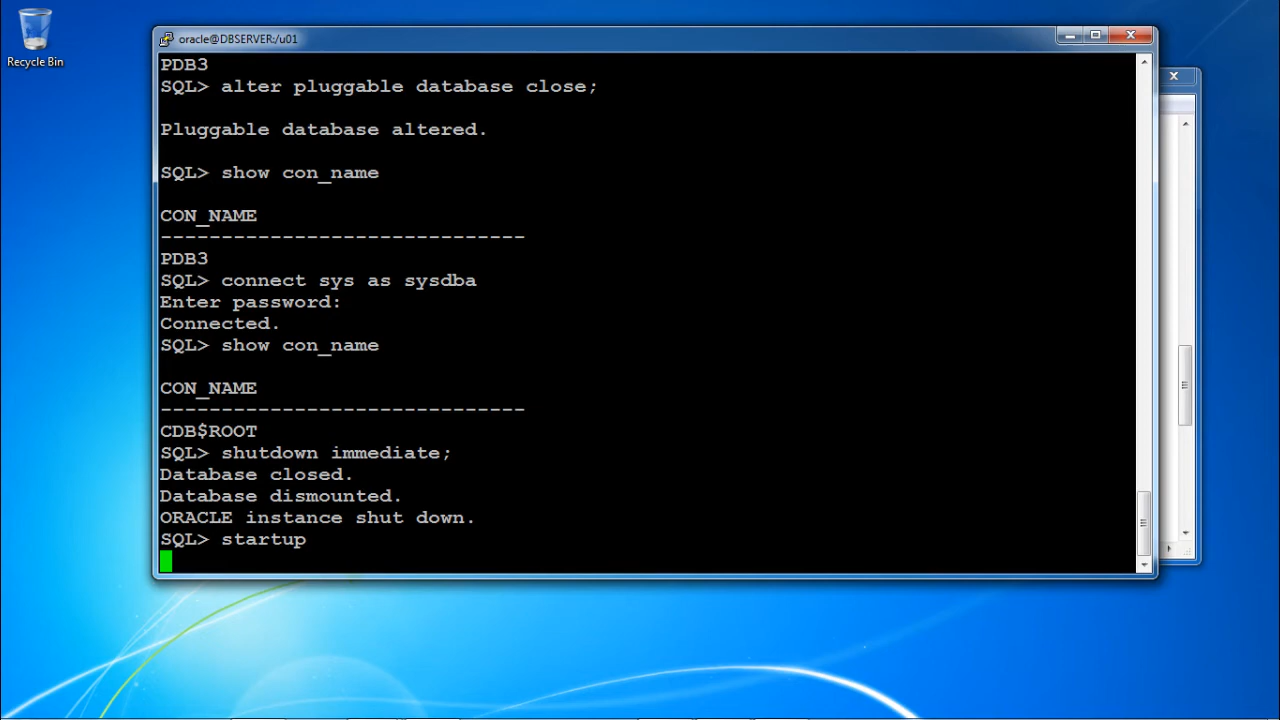 Recycle Bin
oracle@DBSERVER:/u01
PDB3
SQL> alter pluggable database close;
Pluggable database altered.
SQL> show con_name
CON_NAME
------------------------------
PDB3
SQL> connect sys as sysdba
Enter password:
Connected.
SQL> show con_name
CON_NAME
------------------------------
CDB$ROOT
SQL> shutdown immediate;
Database closed.
Database dismounted.
ORACLE instance shut down.
SQL> startup